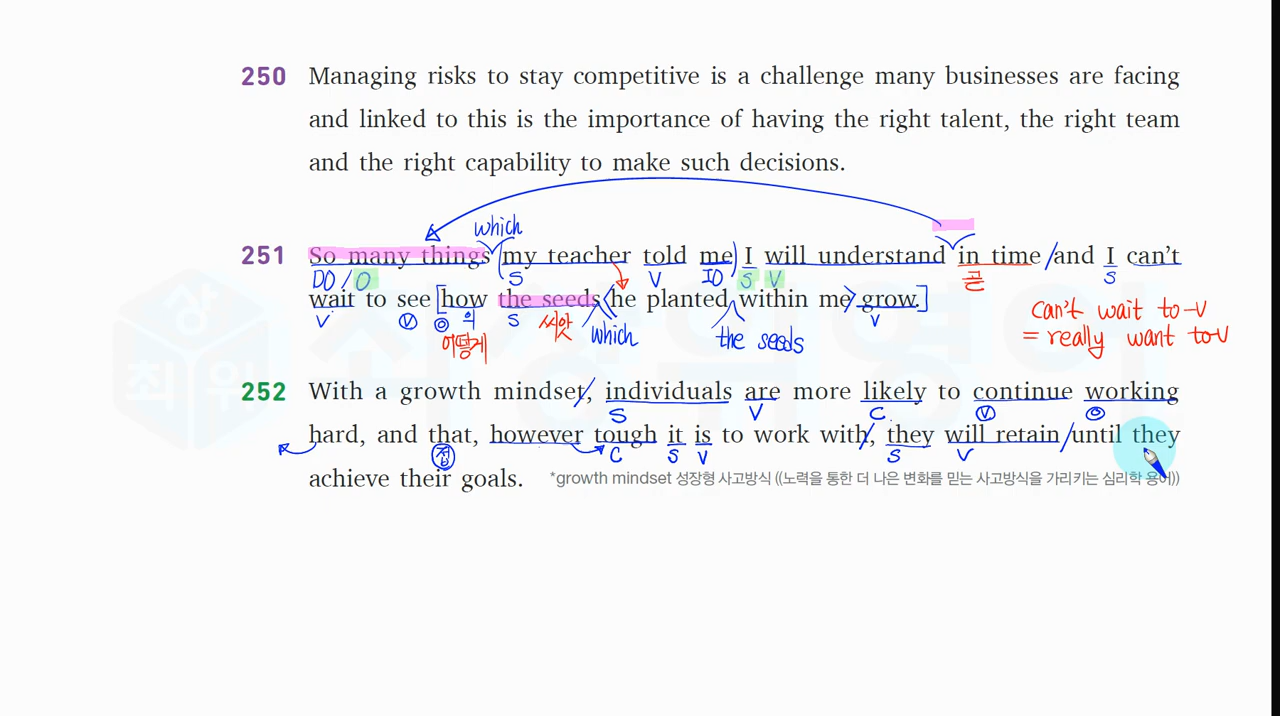 250 Managing risks to stay competitive is a challenge many businesses are facing
and linked to this is the importance of having the right talent, the right team
and the right capability to make such decisions.
which
251 So many things my teacher told me I will understand in time and I can't
DO / O S V IO S V 곧 S
wait to see how the seeds he planted within me grow.
V V O 의 S 씨앗 which the seeds V
어떻게
can't wait to-V
= really want to V
252 With a growth mindset, individuals are more likely to continue working
S V C V O
hard, and that, however tough it is to work with, they will retain until they
접 C S V S V
achieve their goals. *growth mindset 성장형 사고방식 ((노력을 통한 더 나은 변화를 믿는 사고방식을 가리키는 심리학 용어))